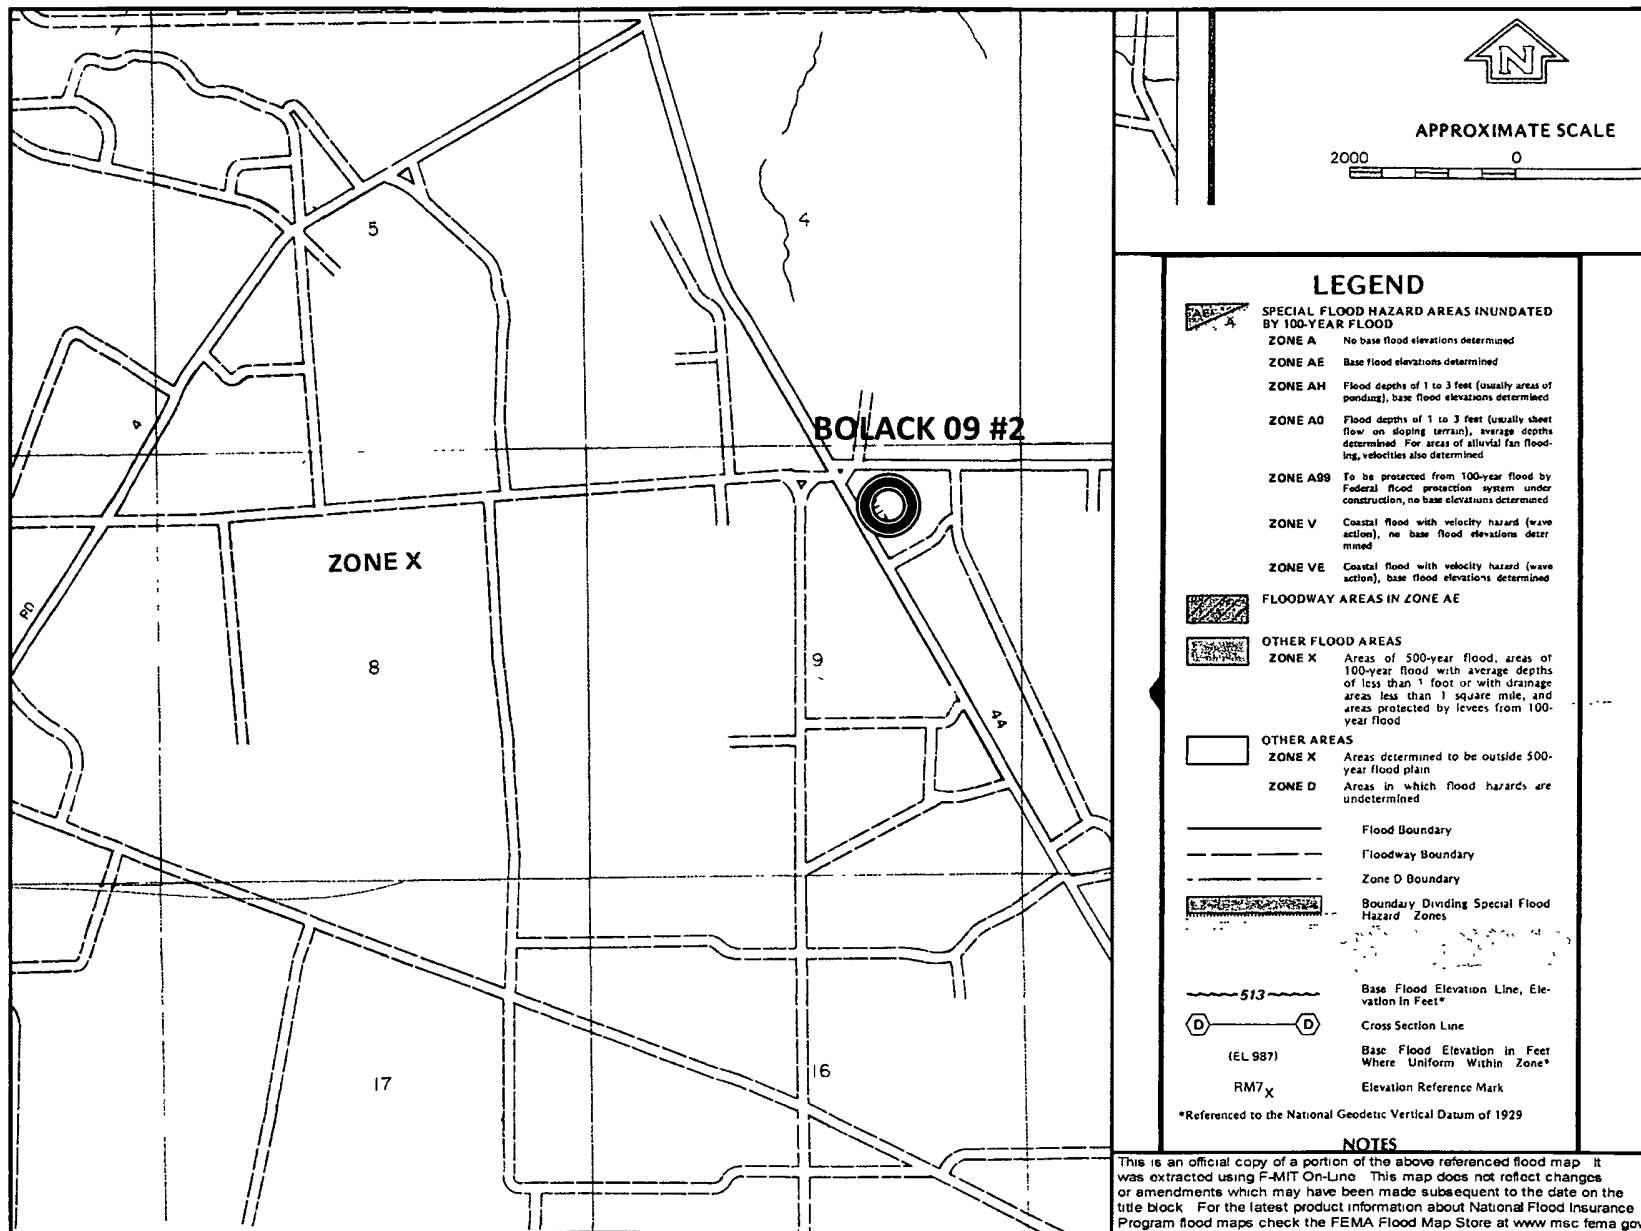 5
4
4
BOLACK 09 #2
ZONE X
RD
8
9
44
17
16
N
APPROXIMATE SCALE
2000 0
LEGEND
SPECIAL FLOOD HAZARD AREAS INUNDATED
BY 100-YEAR FLOOD
ZONE A No base flood elevations determined
ZONE AE Base flood elevations determined
ZONE AH Flood depths of 1 to 3 feet (usually areas of
ponding), base flood elevations determined
ZONE A0 Flood depths of 1 to 3 feet (usually sheet
flow on sloping terrain), average depths
determined For areas of alluvial fan flood-
ing, velocities also determined
ZONE A99 To be protected from 100-year flood by
Federal flood protection system under
construction, no base elevations determined
ZONE V Coastal flood with velocity hazard (wave
action), no base flood elevations deter
mined
ZONE VE Coastal flood with velocity hazard (wave
action), base flood elevations determined
FLOODWAY AREAS IN ZONE AE
OTHER FLOOD AREAS
ZONE X Areas of 500-year flood, areas of
100-year flood with average depths
of less than 1 foot or with drainage
areas less than 1 square mile, and
areas protected by levees from 100-
year flood
OTHER AREAS
ZONE X Areas determined to be outside 500-
year flood plain
ZONE D Areas in which flood hazards are
undetermined
Flood Boundary
Floodway Boundary
Zone D Boundary
Boundary Dividing Special Flood
Hazard Zones
513 Base Flood Elevation Line, Ele-
vation in Feet*
D D Cross Section Line
(EL 987) Base Flood Elevation in Feet
Where Uniform Within Zone*
RM7X Elevation Reference Mark
*Referenced to the National Geodetic Vertical Datum of 1929
NOTES
This is an official copy of a portion of the above referenced flood map It
was extracted using F-MIT On-Line This map does not reflect changes
or amendments which may have been made subsequent to the date on the
title block For the latest product information about National Flood Insurance
Program flood maps check the FEMA Flood Map Store at www msc fema gov